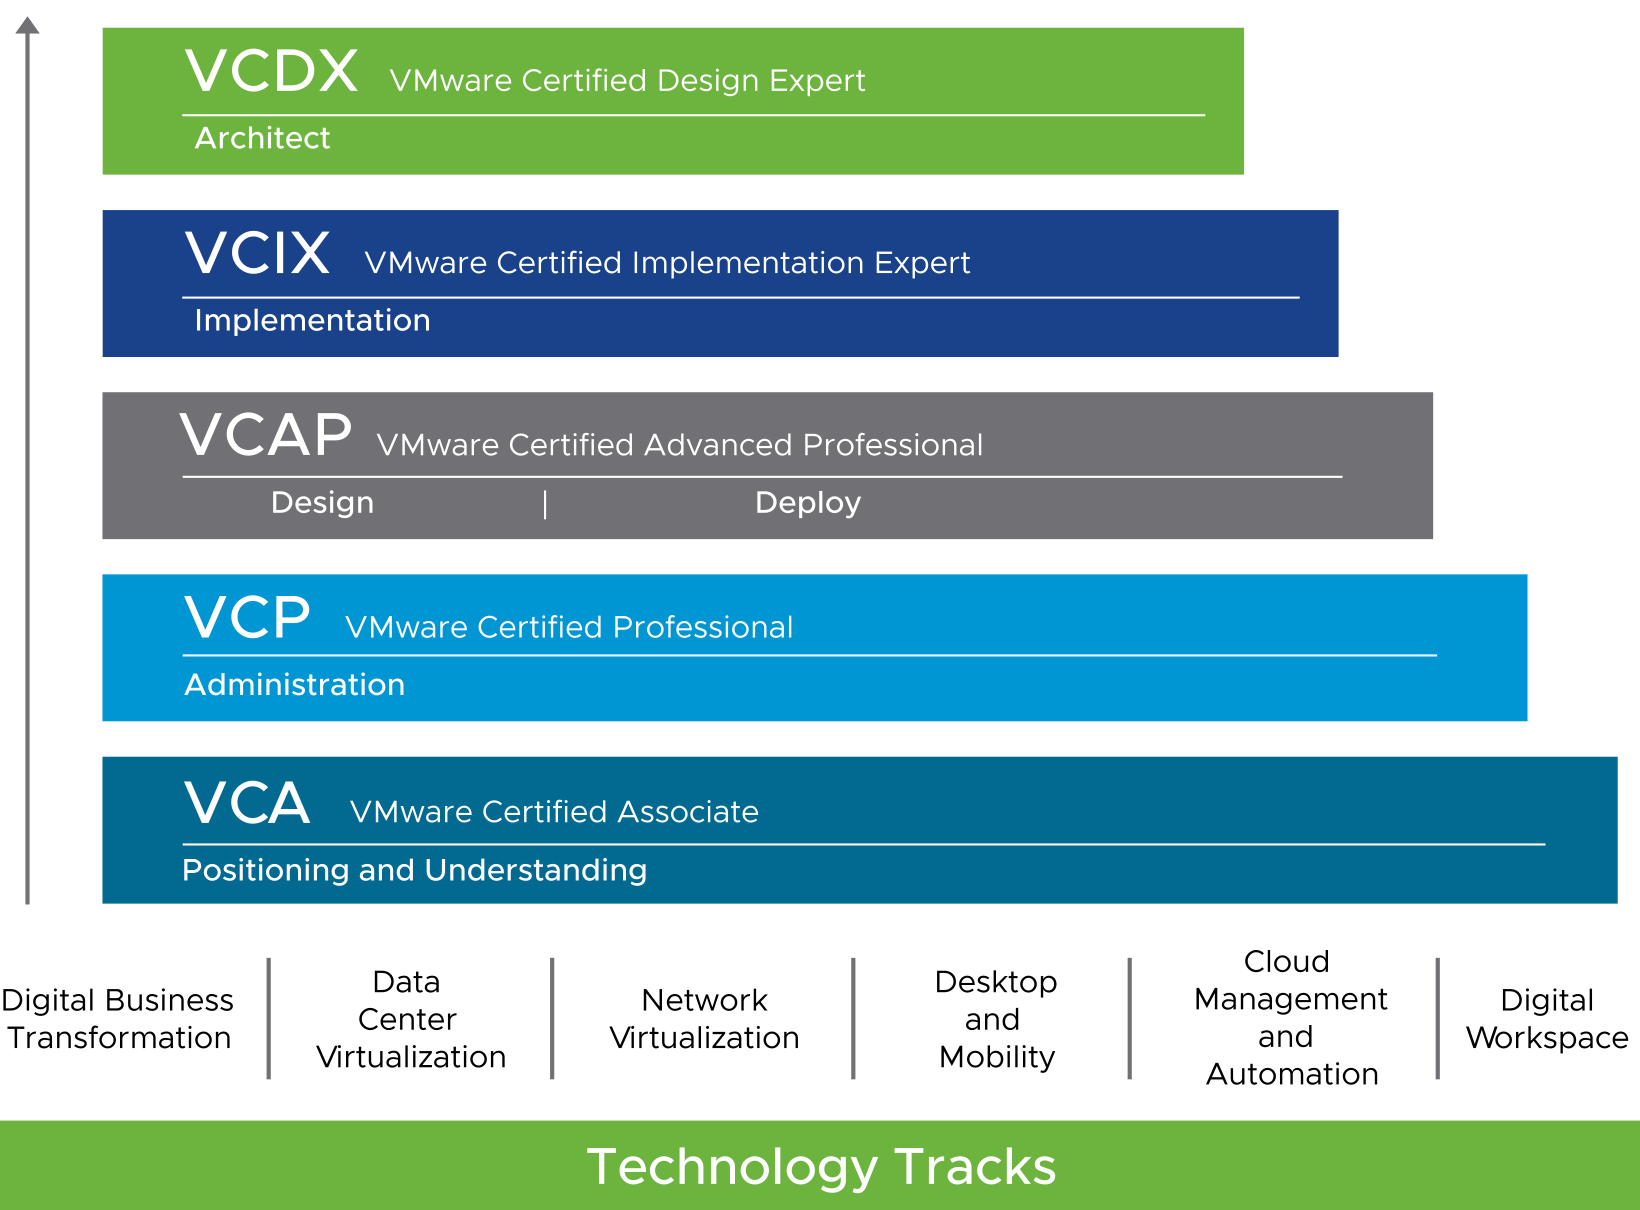 VCDX VMware Certified Design Expert
Architect
VCIX VMware Certified Implementation Expert
Implementation
VCAP VMware Certified Advanced Professional
Design | Deploy
VCP VMware Certified Professional
Administration
VCA VMware Certified Associate
Positioning and Understanding
Digital Business
Transformation
Data
Center
Virtualization
Network
Virtualization
Desktop
and
Mobility
Cloud
Management
and
Automation
Digital
Workspace
Technology Tracks